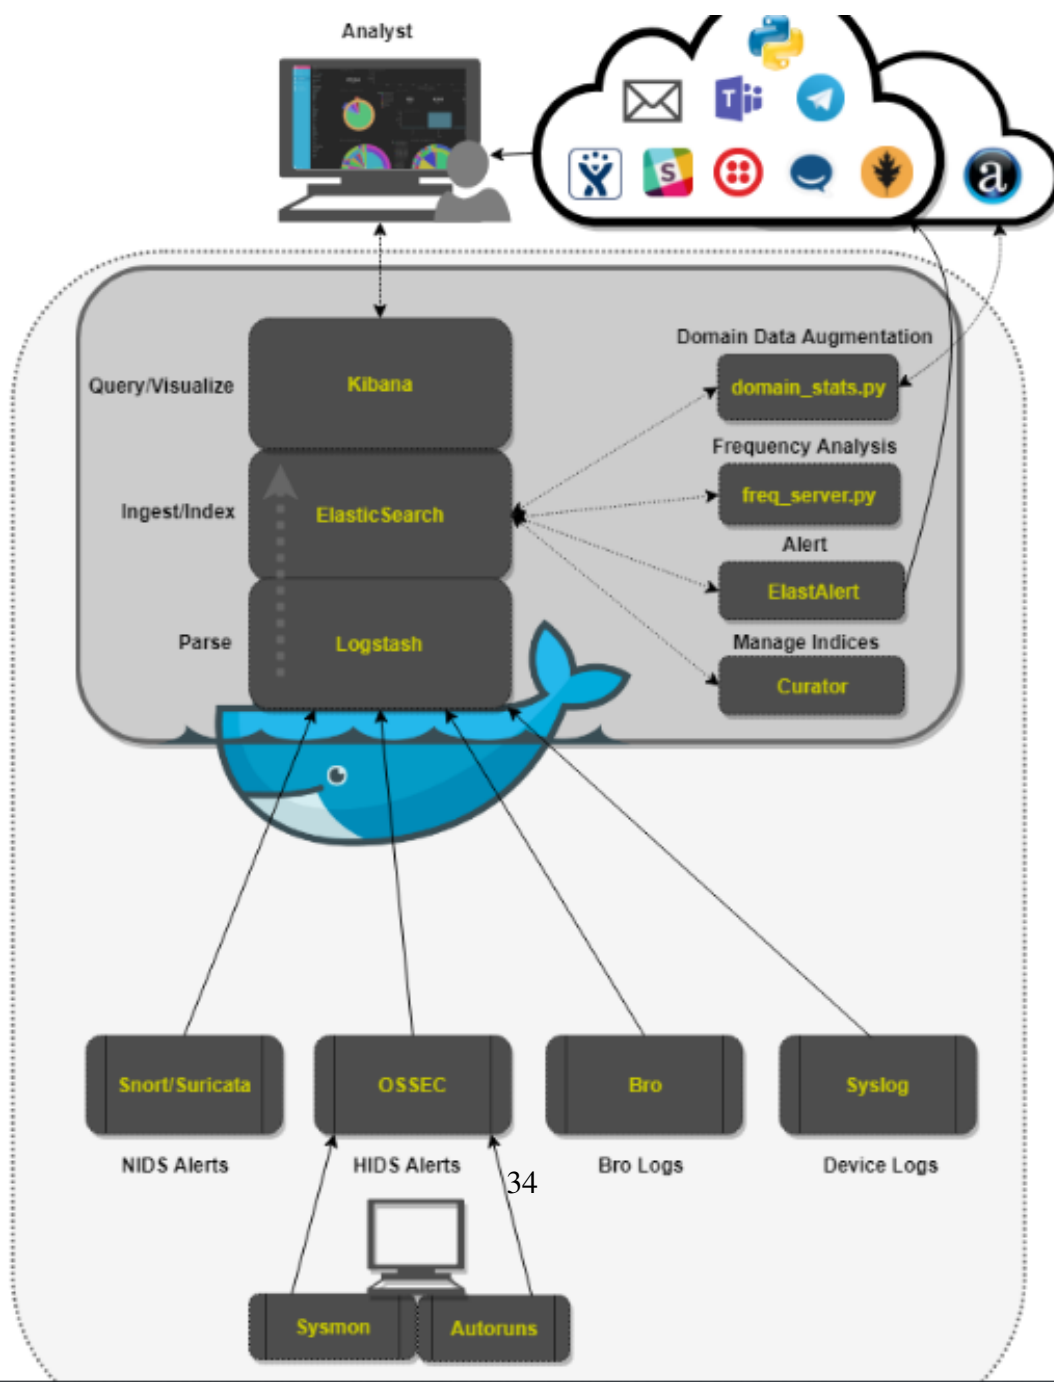 Analyst
T
S
a
Domain Data Augmentation
Query/Visualize
Kibana
domain_stats.py
Frequency Analysis
freq_server.py
Ingest/Index
ElasticSearch
Alert
ElastAlert
Parse
Logstash
Manage Indices
Curator
Snort/Suricata
OSSEC
Bro
Syslog
NIDS Alerts
HIDS Alerts
Bro Logs
Device Logs
34
Sysmon
Autoruns